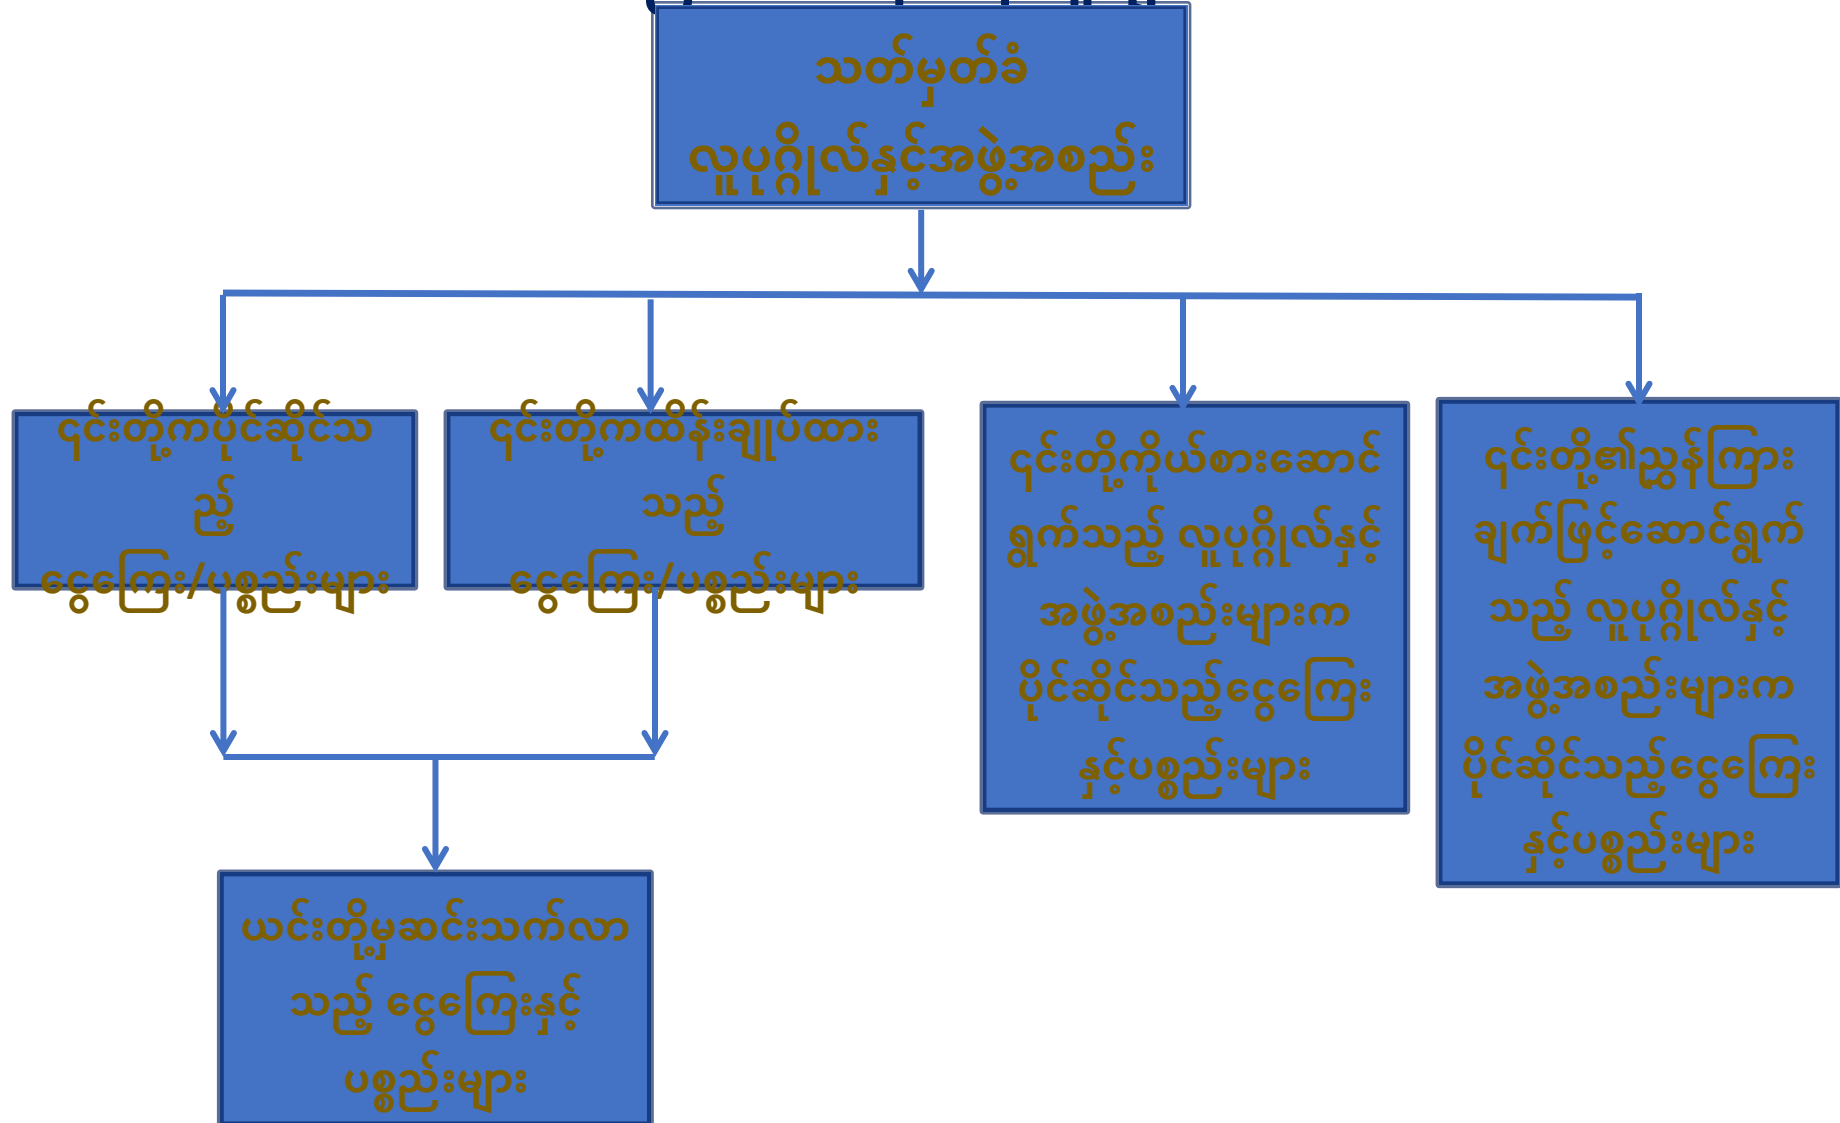 သတ်မှတ်ခံ
လူပုဂ္ဂိုလ်နှင့်အဖွဲ့အစည်း
၎င်းတို့ကပိုင်ဆိုင်သ
ည့်
ငွေကြေး/ပစ္စည်းများ
၎င်းတို့ကထိန်းချုပ်ထား
သည့်
ငွေကြေး/ပစ္စည်းများ
၎င်းတို့ကိုယ်စားဆောင်
ရွက်သည့် လူပုဂ္ဂိုလ်နှင့်
အဖွဲ့အစည်းများက
ပိုင်ဆိုင်သည့်ငွေကြေး
နှင့်ပစ္စည်းများ
၎င်းတို့၏ညွှန်ကြား
ချက်ဖြင့်ဆောင်ရွက်
သည့် လူပုဂ္ဂိုလ်နှင့်
အဖွဲ့အစည်းများက
ပိုင်ဆိုင်သည့်ငွေကြေး
နှင့်ပစ္စည်းများ
ယင်းတို့မှဆင်းသက်လာ
သည့် ငွေကြေးနှင့်
ပစ္စည်းများ